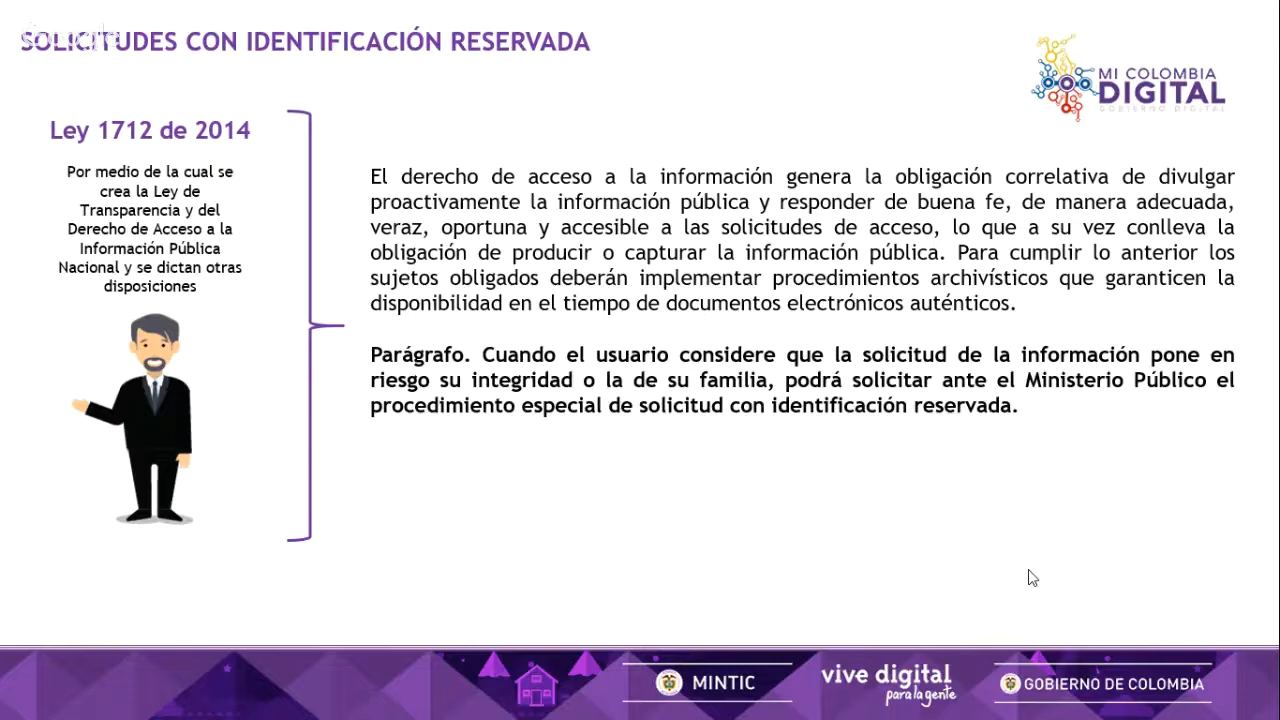 SOLICITUDES CON IDENTIFICACIÓN RESERVADA
Google
MI COLOMBIA
DIGITAL
GOBIERNO DIGITAL
Ley 1712 de 2014
Por medio de la cual se
crea la Ley de
Transparencia y del
Derecho de Acceso a la
Información Pública
Nacional y se dictan otras
disposiciones
El derecho de acceso a la información genera la obligación correlativa de divulgar
proactivamente la información pública y responder de buena fe, de manera adecuada,
veraz, oportuna y accesible a las solicitudes de acceso, lo que a su vez conlleva la
obligación de producir o capturar la información pública. Para cumplir lo anterior los
sujetos obligados deberán implementar procedimientos archivísticos que garanticen la
disponibilidad en el tiempo de documentos electrónicos auténticos.
Parágrafo. Cuando el usuario considere que la solicitud de la información pone en
riesgo su integridad o la de su familia, podrá solicitar ante el Ministerio Público el
procedimiento especial de solicitud con identificación reservada.
MINTIC
vive digital
para la gente
GOBIERNO DE COLOMBIA